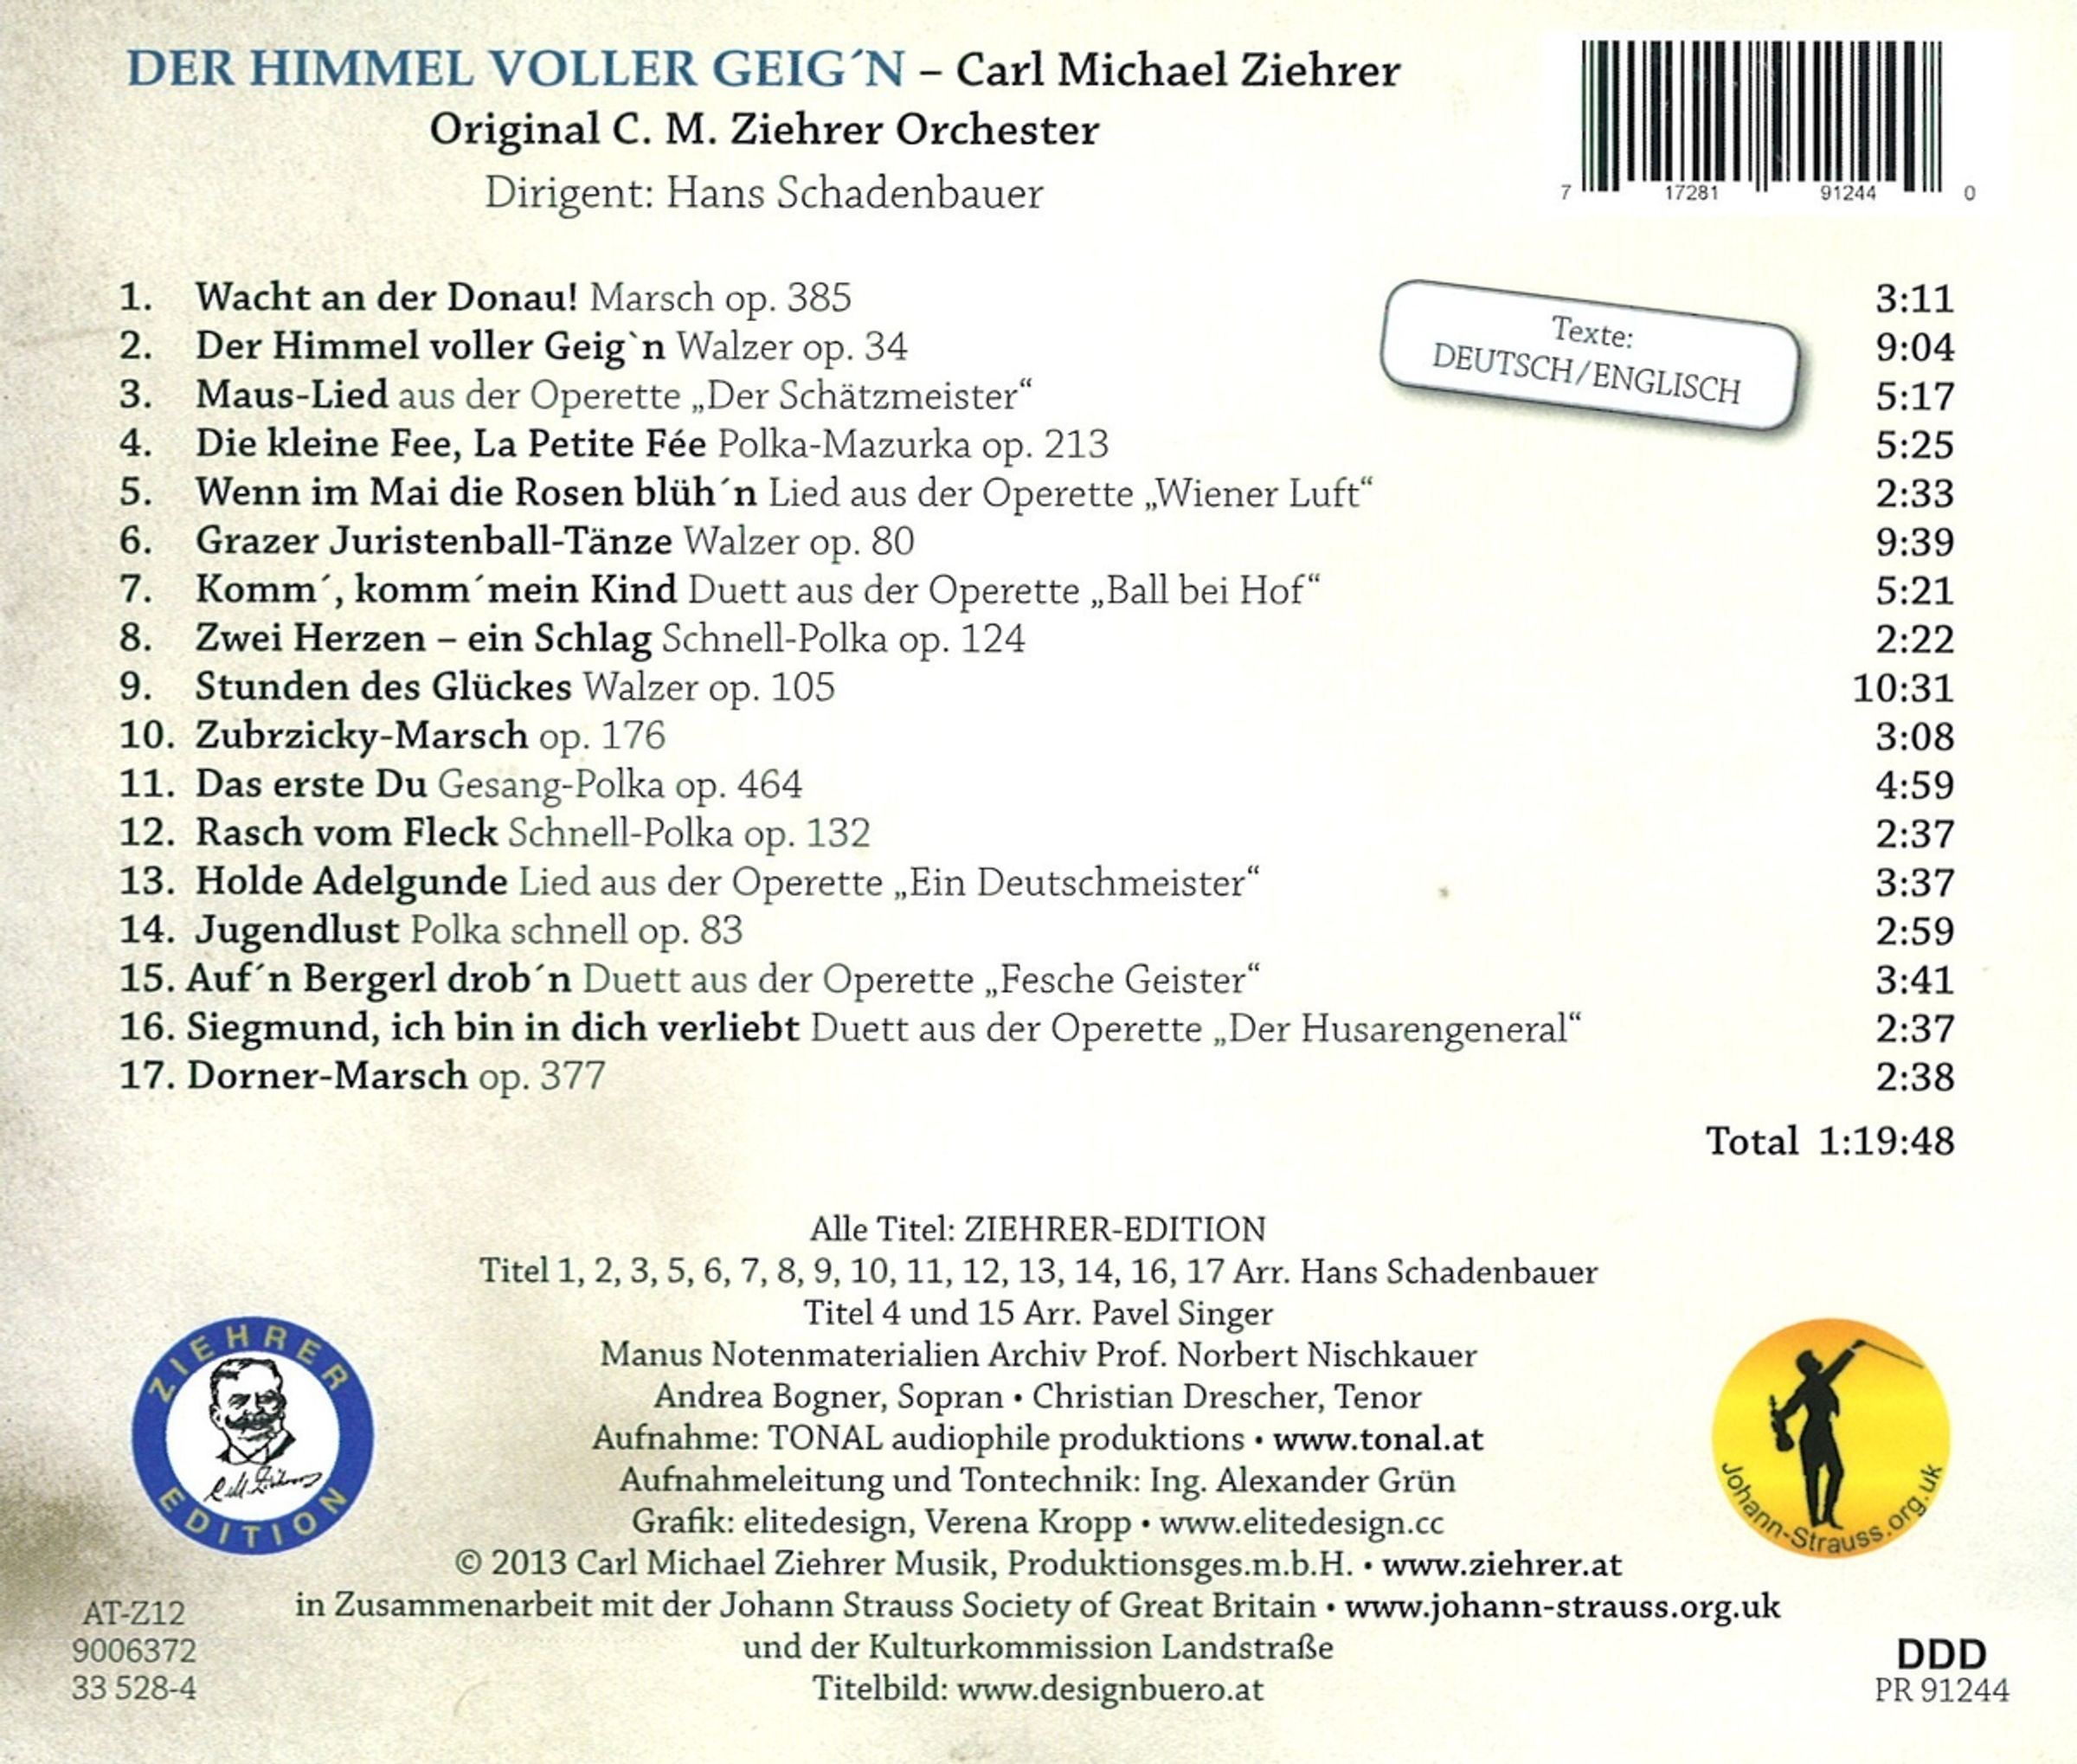 DER HIMMEL VOLLER GEIG´N – Carl Michael Ziehrer
Original C. M. Ziehrer Orchester
Dirigent: Hans Schadenbauer
7 17281 91244 0
Texte:
DEUTSCH/ENGLISCH
1. Wacht an der Donau! Marsch op. 385 3:11
2. Der Himmel voller Geig`n Walzer op. 34 9:04
3. Maus-Lied aus der Operette „Der Schätzmeister“ 5:17
4. Die kleine Fee, La Petite Fée Polka-Mazurka op. 213 5:25
5. Wenn im Mai die Rosen blüh´n Lied aus der Operette „Wiener Luft“ 2:33
6. Grazer Juristenball-Tänze Walzer op. 80 9:39
7. Komm´, komm´mein Kind Duett aus der Operette „Ball bei Hof“ 5:21
8. Zwei Herzen – ein Schlag Schnell-Polka op. 124 2:22
9. Stunden des Glückes Walzer op. 105 10:31
10. Zubrzicky-Marsch op. 176 3:08
11. Das erste Du Gesang-Polka op. 464 4:59
12. Rasch vom Fleck Schnell-Polka op. 132 2:37
13. Holde Adelgunde Lied aus der Operette „Ein Deutschmeister“ 3:37
14. Jugendlust Polka schnell op. 83 2:59
15. Auf´n Bergerl drob´n Duett aus der Operette „Fesche Geister“ 3:41
16. Siegmund, ich bin in dich verliebt Duett aus der Operette „Der Husarengeneral“ 2:37
17. Dorner-Marsch op. 377 2:38
Total 1:19:48
Alle Titel: ZIEHRER-EDITION
Titel 1, 2, 3, 5, 6, 7, 8, 9, 10, 11, 12, 13, 14, 16, 17 Arr. Hans Schadenbauer
Titel 4 und 15 Arr. Pavel Singer
Manus Notenmaterialien Archiv Prof. Norbert Nischkauer
Andrea Bogner, Sopran • Christian Drescher, Tenor
Aufnahme: TONAL audiophile produktions • www.tonal.at
Aufnahmeleitung und Tontechnik: Ing. Alexander Grün
Grafik: elitedesign, Verena Kropp • www.elitedesign.cc
© 2013 Carl Michael Ziehrer Musik, Produktionsges.m.b.H. • www.ziehrer.at
in Zusammenarbeit mit der Johann Strauss Society of Great Britain • www.johann-strauss.org.uk
und der Kulturkommission Landstraße
Titelbild: www.designbuero.at
ZIEHRER
EDITION
Johann-Strauss.org.uk
AT-Z12
9006372
33 528-4
DDD
PR 91244